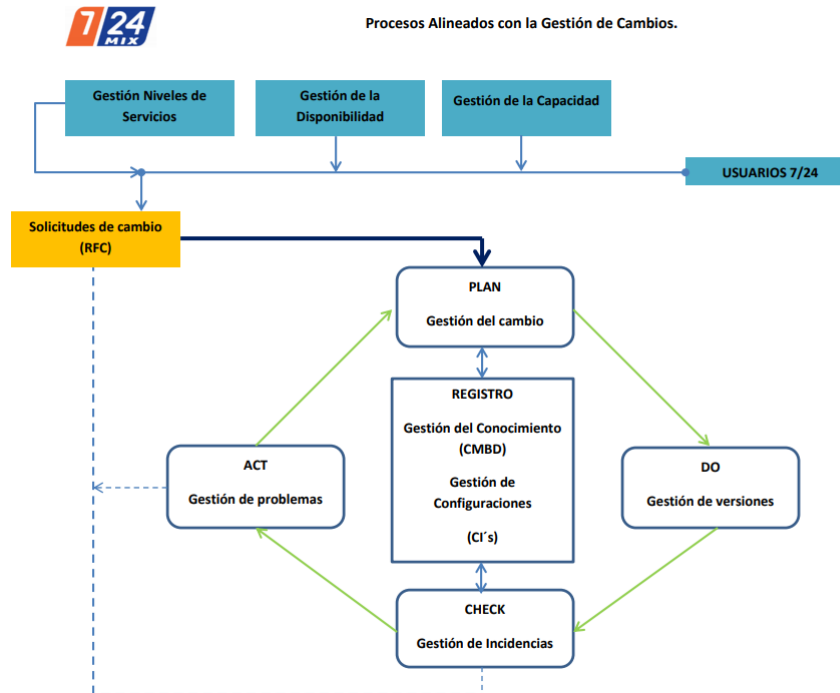 7 24
MIX
Procesos Alineados con la Gestión de Cambios.
Gestión Niveles de
Servicios
Gestión de la
Disponibilidad
Gestión de la Capacidad
USUARIOS 7/24
Solicitudes de cambio
(RFC)
PLAN
Gestión del cambio
REGISTRO
Gestión del Conocimiento
(CMBD)
Gestión de
Configuraciones
(CI´s)
ACT
Gestión de problemas
DO
Gestión de versiones
CHECK
Gestión de Incidencias